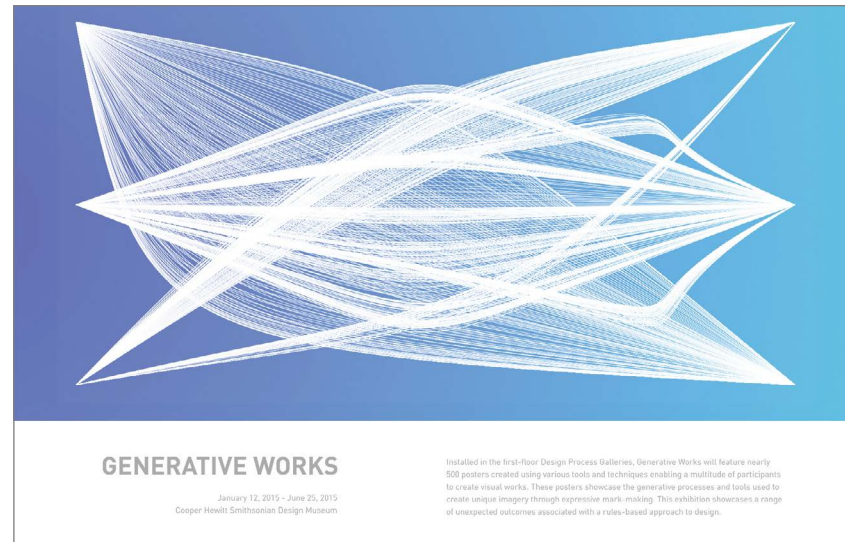 GENERATIVE WORKS
January 12, 2015 - June 25, 2015
Cooper Hewitt Smithsonian Design Museum
Installed in the first-floor Design Process Galleries, Generative Works will feature nearly
500 posters created using various tools and techniques enabling a multitude of participants
to create visual works. These posters showcase the generative processes and tools used to
create unique imagery through expressive mark-making. This exhibition showcases a range
of unexpected outcomes associated with a rules-based approach to design.